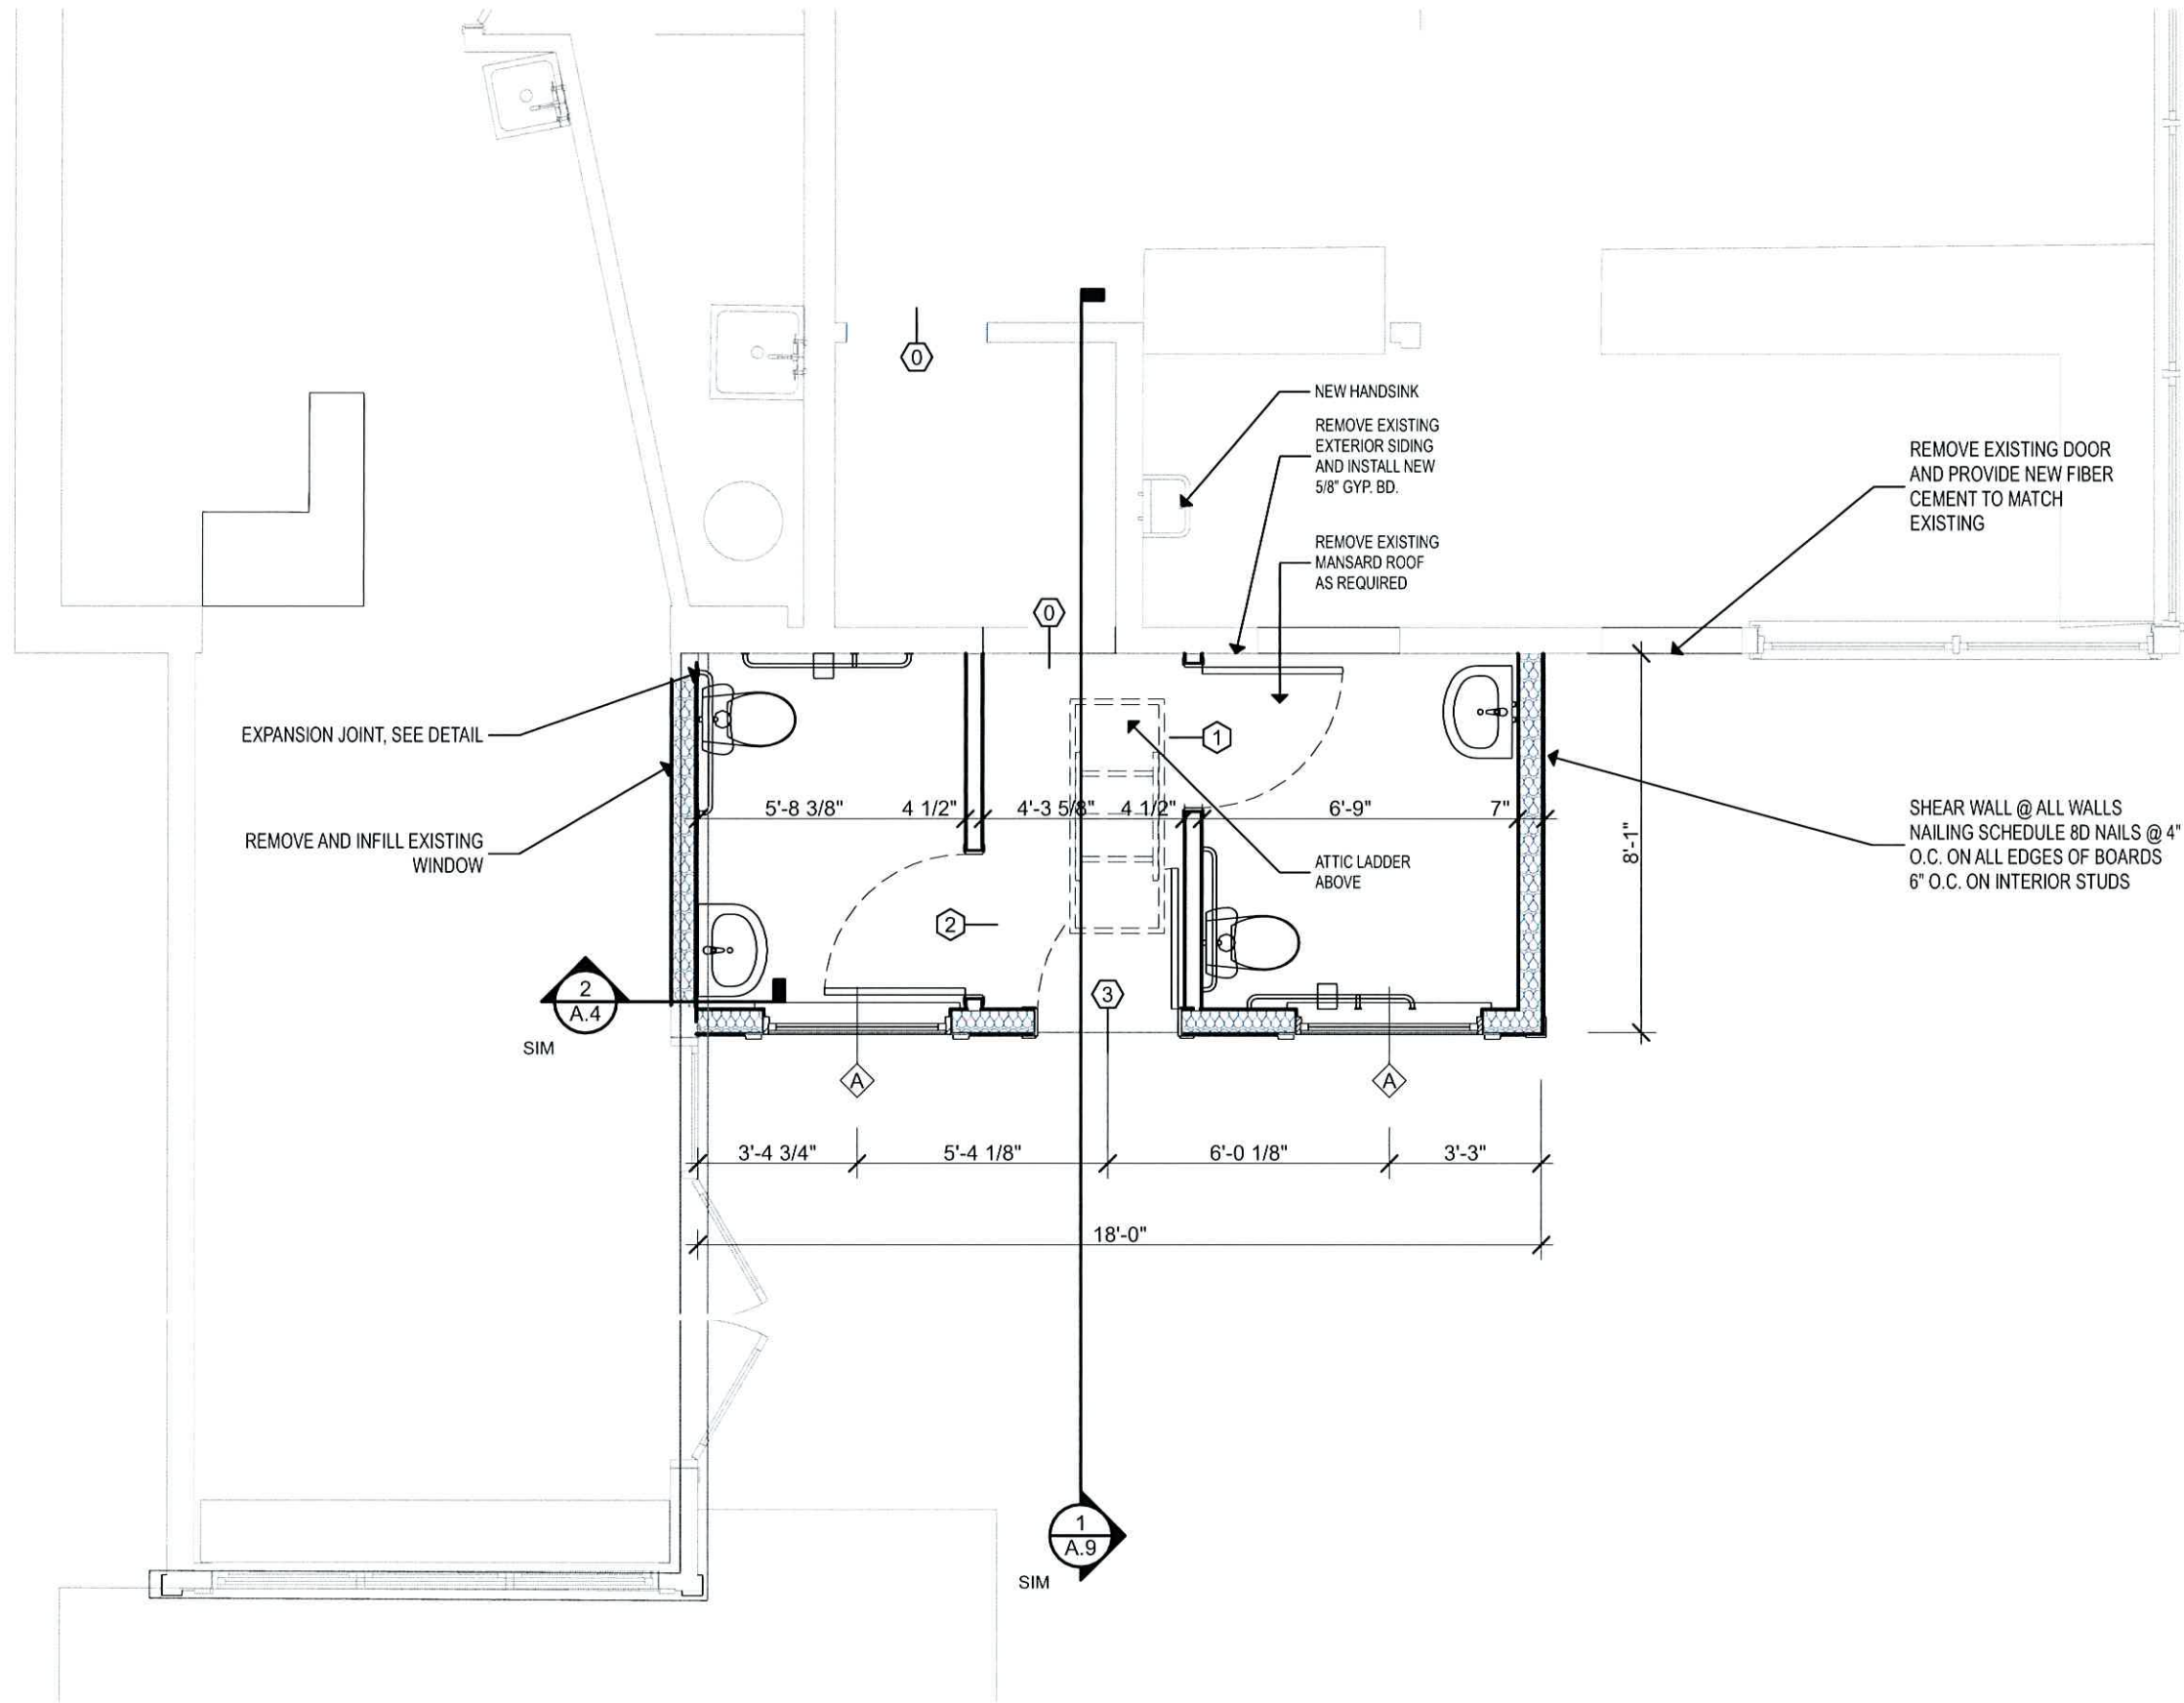 0
NEW HANDSINK
REMOVE EXISTING
EXTERIOR SIDING
AND INSTALL NEW
5/8" GYP. BD.
REMOVE EXISTING DOOR
AND PROVIDE NEW FIBER
CEMENT TO MATCH
EXISTING
REMOVE EXISTING
MANSARD ROOF
AS REQUIRED
0
EXPANSION JOINT, SEE DETAIL
1
5'-8 3/8"
4 1/2"
4'-3 5/8"
4 1/2"
6'-9"
7"
8'-1"
REMOVE AND INFILL EXISTING
WINDOW
ATTIC LADDER
ABOVE
SHEAR WALL @ ALL WALLS
NAILING SCHEDULE 8D NAILS @ 4"
O.C. ON ALL EDGES OF BOARDS
6" O.C. ON INTERIOR STUDS
2
3
2
A.4
SIM
A
A
3'-4 3/4"
5'-4 1/8"
6'-0 1/8"
3'-3"
18'-0"
1
A.9
SIM